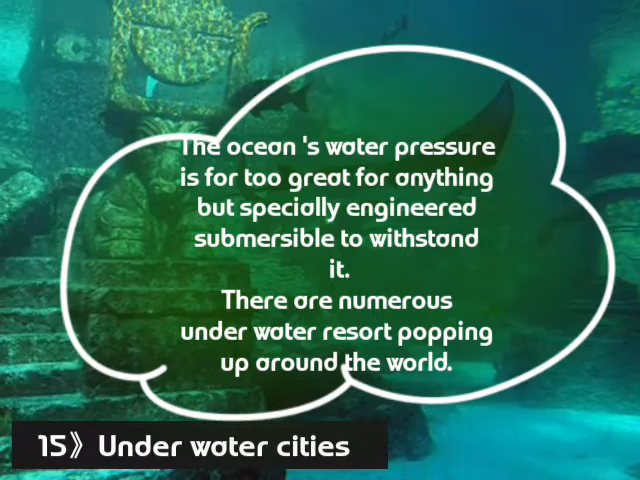 The ocean 's water pressure
is for too great for anything
but specially engineered
submersible to withstand
it.
There are numerous
under water resort popping
up around the world.
15》Under water cities